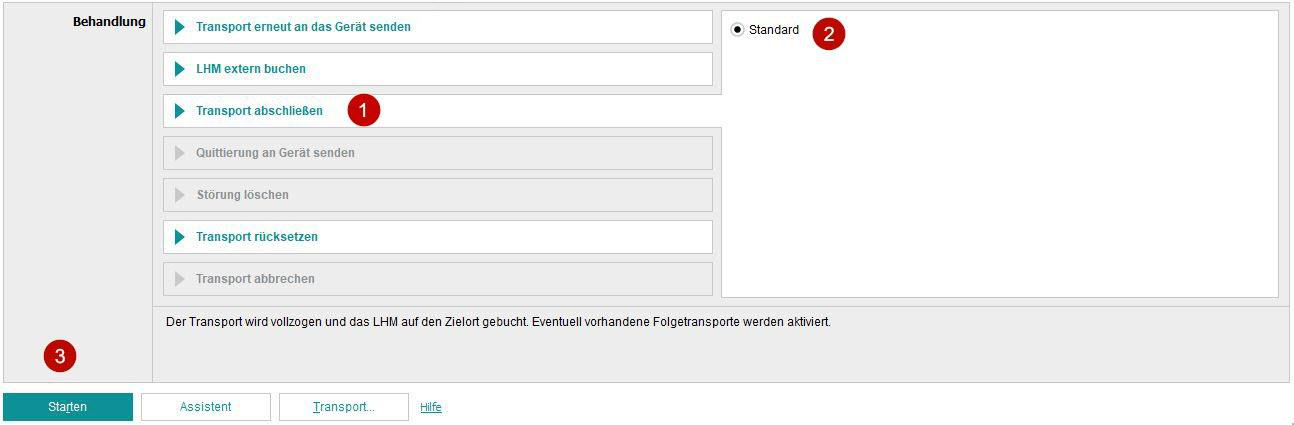 Behandlung
Transport erneut an das Gerät senden
LHM extern buchen
Transport abschließen 1
Quittierung an Gerät senden
Störung löschen
Transport rücksetzen
Transport abbrechen
Standard 2
Der Transport wird vollzogen und das LHM auf den Zielort gebucht. Eventuell vorhandene Folgetransporte werden aktiviert.
3
Starten Assistent Transport... Hilfe